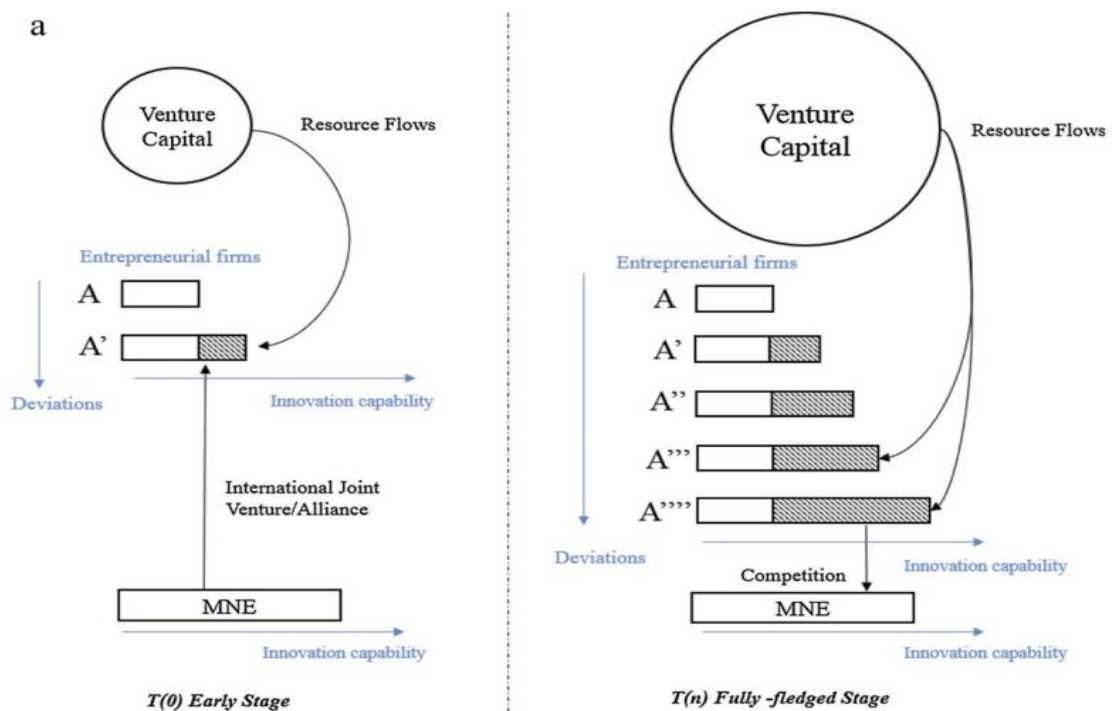 a
Venture
Capital
Resource Flows
Entrepreneurial firms
A
A’
Deviations
Innovation capability
International Joint
Venture/Alliance
MNE
Innovation capability
T(0) Early Stage
Venture
Capital
Resource Flows
Entrepreneurial firms
A
A’
A’’
A’’’
A’’’’
Deviations
Innovation capability
Competition
MNE
Innovation capability
T(n) Fully -fledged Stage